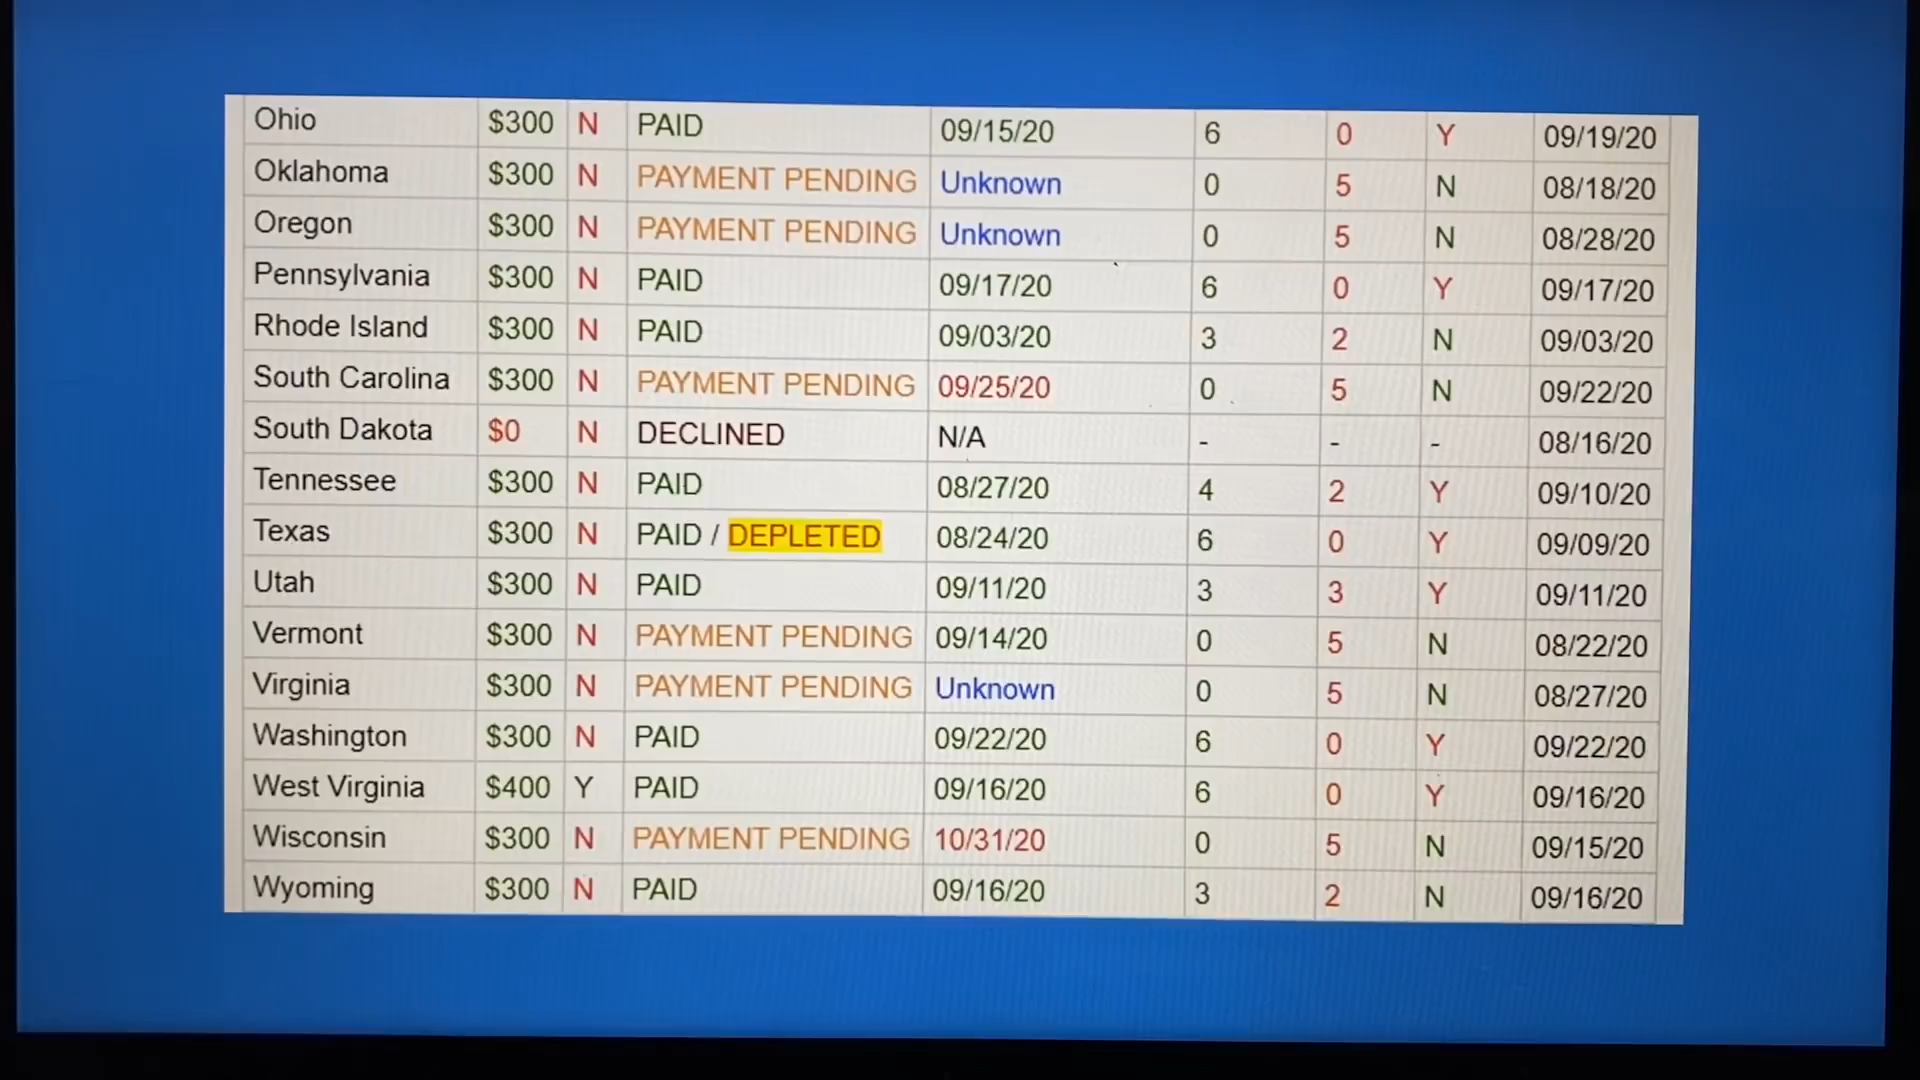 Ohio $300 N PAID 09/15/20 6 0 Y 09/19/20
Oklahoma $300 N PAYMENT PENDING Unknown 0 5 N 08/18/20
Oregon $300 N PAYMENT PENDING Unknown 0 5 N 08/28/20
Pennsylvania $300 N PAID 09/17/20 6 0 Y 09/17/20
Rhode Island $300 N PAID 09/03/20 3 2 N 09/03/20
South Carolina $300 N PAYMENT PENDING 09/25/20 0 5 N 09/22/20
South Dakota $0 N DECLINED N/A - - - 08/16/20
Tennessee $300 N PAID 08/27/20 4 2 Y 09/10/20
Texas $300 N PAID / DEPLETED 08/24/20 6 0 Y 09/09/20
Utah $300 N PAID 09/11/20 3 3 Y 09/11/20
Vermont $300 N PAYMENT PENDING 09/14/20 0 5 N 08/22/20
Virginia $300 N PAYMENT PENDING Unknown 0 5 N 08/27/20
Washington $300 N PAID 09/22/20 6 0 Y 09/22/20
West Virginia $400 Y PAID 09/16/20 6 0 Y 09/16/20
Wisconsin $300 N PAYMENT PENDING 10/31/20 0 5 N 09/15/20
Wyoming $300 N PAID 09/16/20 3 2 N 09/16/20